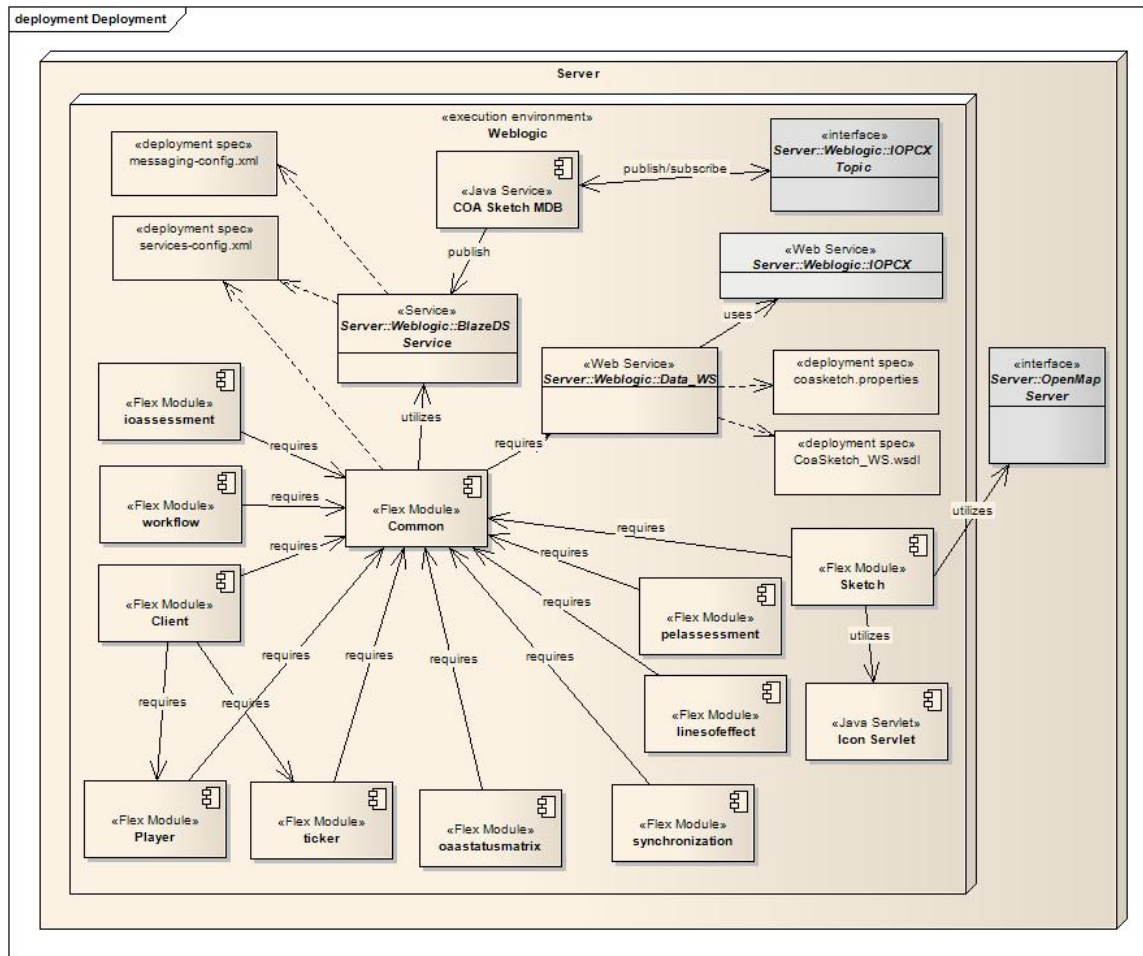 deployment Deployment
Server
«execution environment»
Weblogic
«deployment spec»
messaging-config.xml
«interface»
Server::Weblogic::IOPCX
Topic
publish/subscribe
«Java Service»
COA Sketch MDB
«deployment spec»
services-config.xml
publish
«Web Service»
Server::Weblogic::IOPCX
«Service»
Server::Weblogic::BlazeDS
Service
uses
«Web Service»
Server::Weblogic::Data_WS
«deployment spec»
coasketch.properties
«interface»
Server::OpenMap
Server
«Flex Module»
ioassessment
utilizes
requires
requires
«deployment spec»
CoaSketch_WS.wsdl
«Flex Module»
workflow
requires
«Flex Module»
Common
utilizes
requires
requires
«Flex Module»
Sketch
requires
«Flex Module»
Client
requires
«Flex Module»
pelassessment
utilizes
requires
requires
requires
requires
requires
requires
«Flex Module»
linesofeffect
«Java Servlet»
Icon Servlet
«Flex Module»
Player
«Flex Module»
ticker
«Flex Module»
oaastatusmatrix
«Flex Module»
synchronization